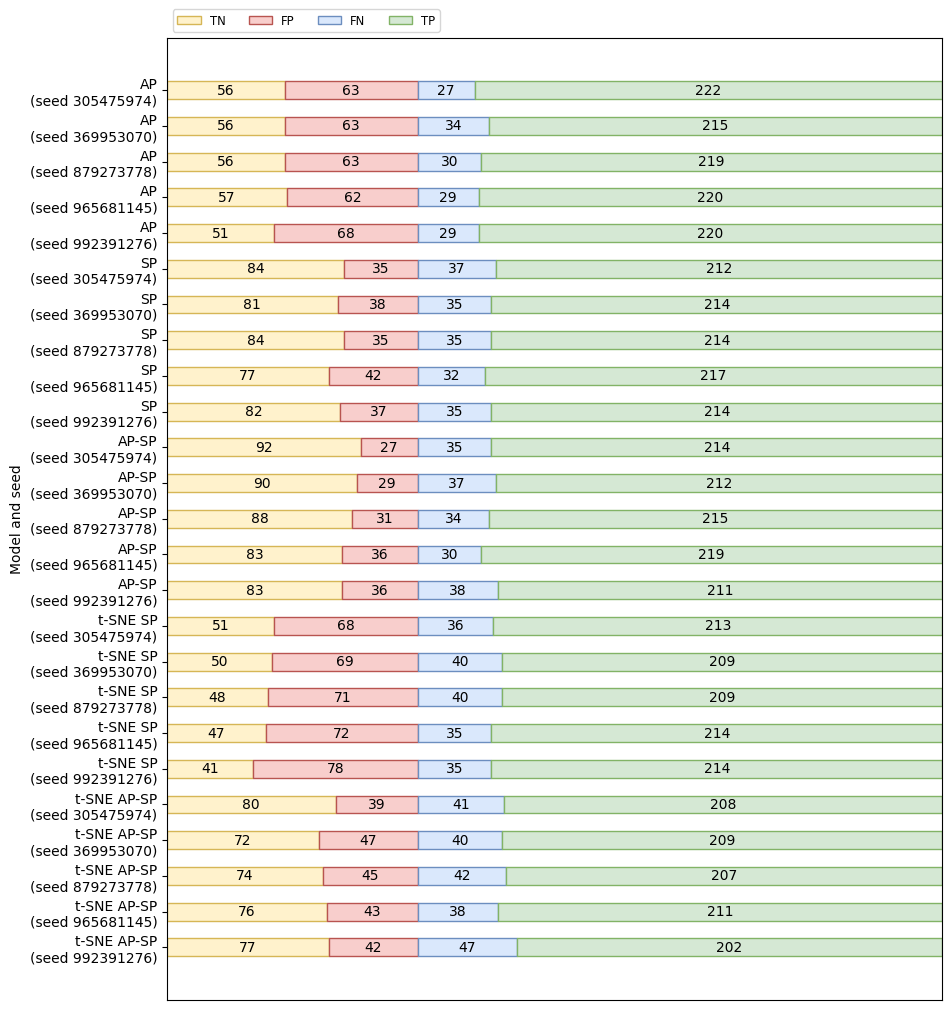 TN FP FN TP
AP
(seed 305475974)
56 63 27 222
AP
(seed 369953070)
56 63 34 215
AP
(seed 879273778)
56 63 30 219
AP
(seed 965681145)
57 62 29 220
AP
(seed 992391276)
51 68 29 220
SP
(seed 305475974)
84 35 37 212
SP
(seed 369953070)
81 38 35 214
SP
(seed 879273778)
84 35 35 214
SP
(seed 965681145)
77 42 32 217
SP
(seed 992391276)
82 37 35 214
AP-SP
(seed 305475974)
92 27 35 214
AP-SP
(seed 369953070)
90 29 37 212
AP-SP
(seed 879273778)
88 31 34 215
AP-SP
(seed 965681145)
83 36 30 219
AP-SP
(seed 992391276)
83 36 38 211
t-SNE SP
(seed 305475974)
51 68 36 213
t-SNE SP
(seed 369953070)
50 69 40 209
t-SNE SP
(seed 879273778)
48 71 40 209
t-SNE SP
(seed 965681145)
47 72 35 214
t-SNE SP
(seed 992391276)
41 78 35 214
t-SNE AP-SP
(seed 305475974)
80 39 41 208
t-SNE AP-SP
(seed 369953070)
72 47 40 209
t-SNE AP-SP
(seed 879273778)
74 45 42 207
t-SNE AP-SP
(seed 965681145)
76 43 38 211
t-SNE AP-SP
(seed 992391276)
77 42 47 202
Model and seed